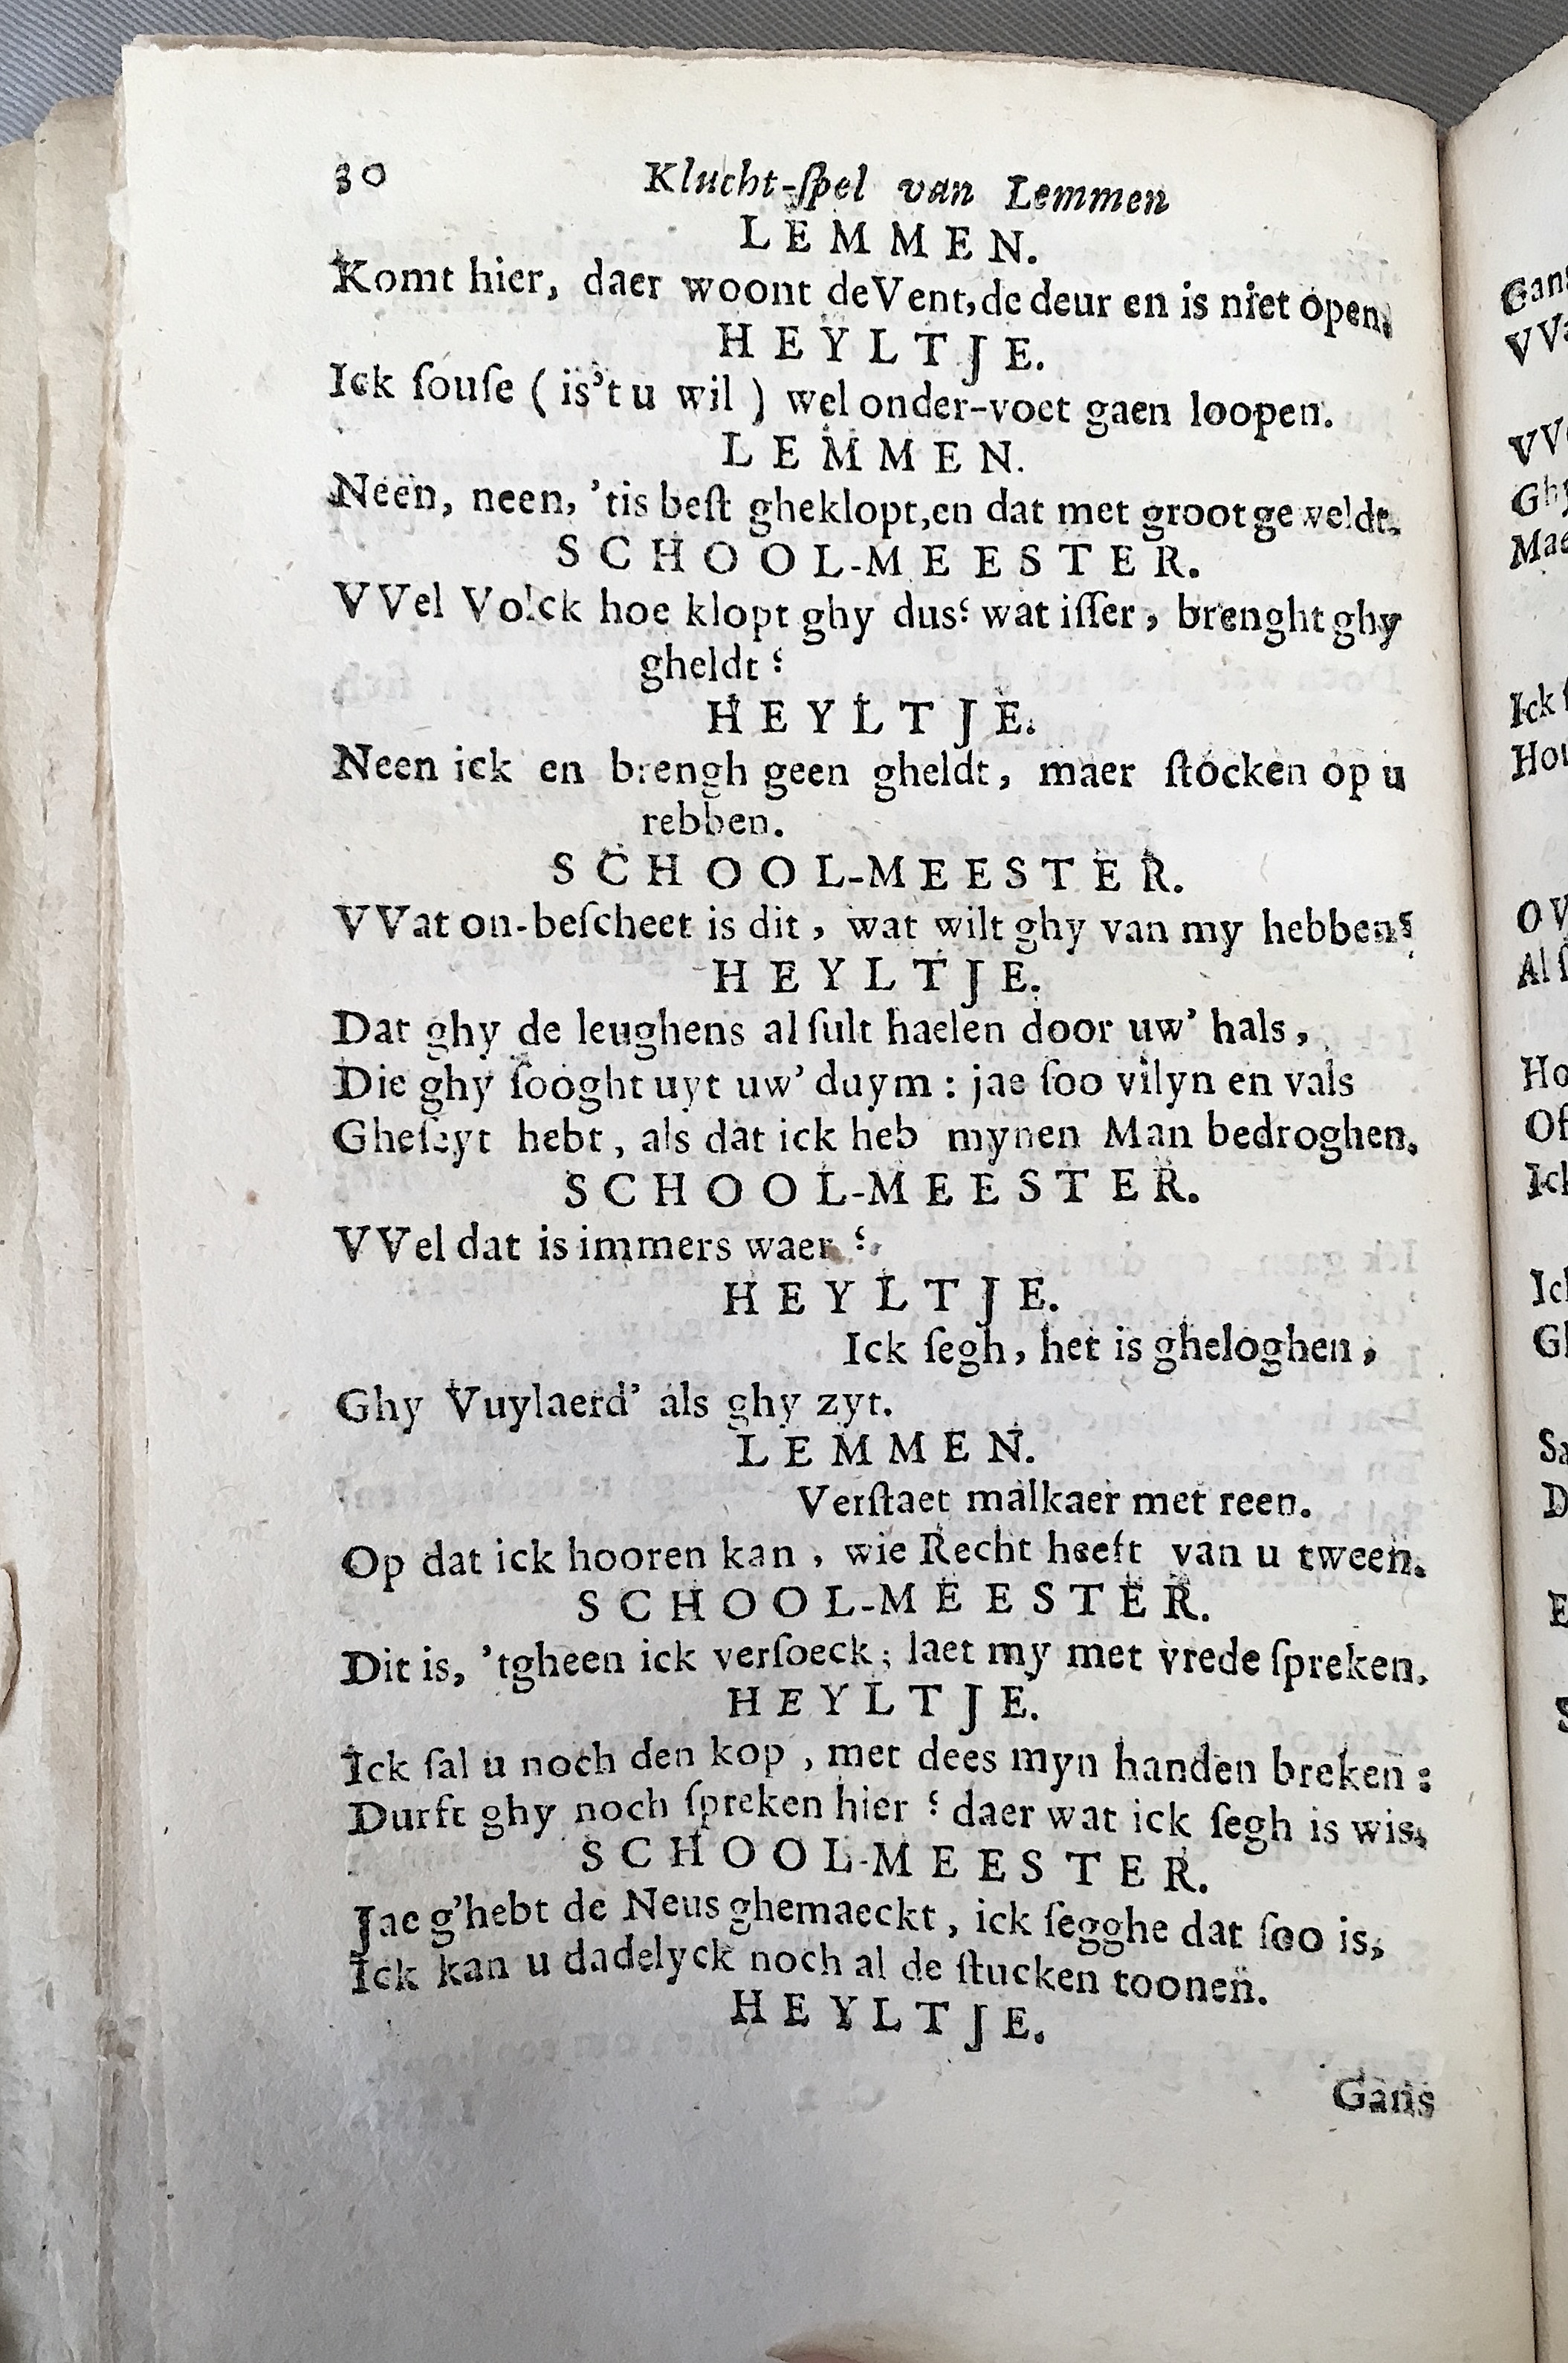 30 Klucht-ſpel van Lemmen
LEMMEN.
Komt hier, daer woont de Vent, de deur en is niet open.
HEYLTJE.
Ick ſouſe ( is't u wil ) wel onder-voet gaen loopen.
LEMMEN.
Neen, neen, 'tis beſt gheklopt, en dat met groot geweldt.
SCHOOL-MEESTER.
VVel Volck hoe klopt ghy dus? wat iſſer, brenght ghy
gheldt?
HEYLTJE.
Neen ick en brengh geen gheldt, maer ſtocken op u
rebben.
SCHOOL-MEESTER.
VVat on-beſcheet is dit, wat wilt ghy van my hebben?
HEYLTJE.
Dat ghy de leughens al ſult haelen door uw' hals,
Die ghy ſooght uyt uw' duym: jae ſoo vilyn en vals
Gheſeyt hebt, als dat ick heb mynen Man bedroghen.
SCHOOL-MEESTER.
VVel dat is immers waer?
HEYLTJE.
Ick ſegh, het is gheloghen,
Ghy Vuylaerd' als ghy zyt.
LEMMEN.
Verſtaet malkaer met reen.
Op dat ick hooren kan, wie Recht heeft van u tween.
SCHOOL-MEESTER.
Dit is, 'tgheen ick verſoeck; laet my met vrede ſpreken.
HEYLTJE.
Ick ſal u noch den kop, met dees myn handen breken:
Durft ghy noch ſpreken hier? daer wat ick ſegh is wis,
SCHOOL-MEESTER.
Jae g'hebt de Neus ghemaeckt, ick ſegghe dat ſoo is,
Ick kan u dadelyck noch al de ſtucken toonen.
HEYLTJE.
Gans